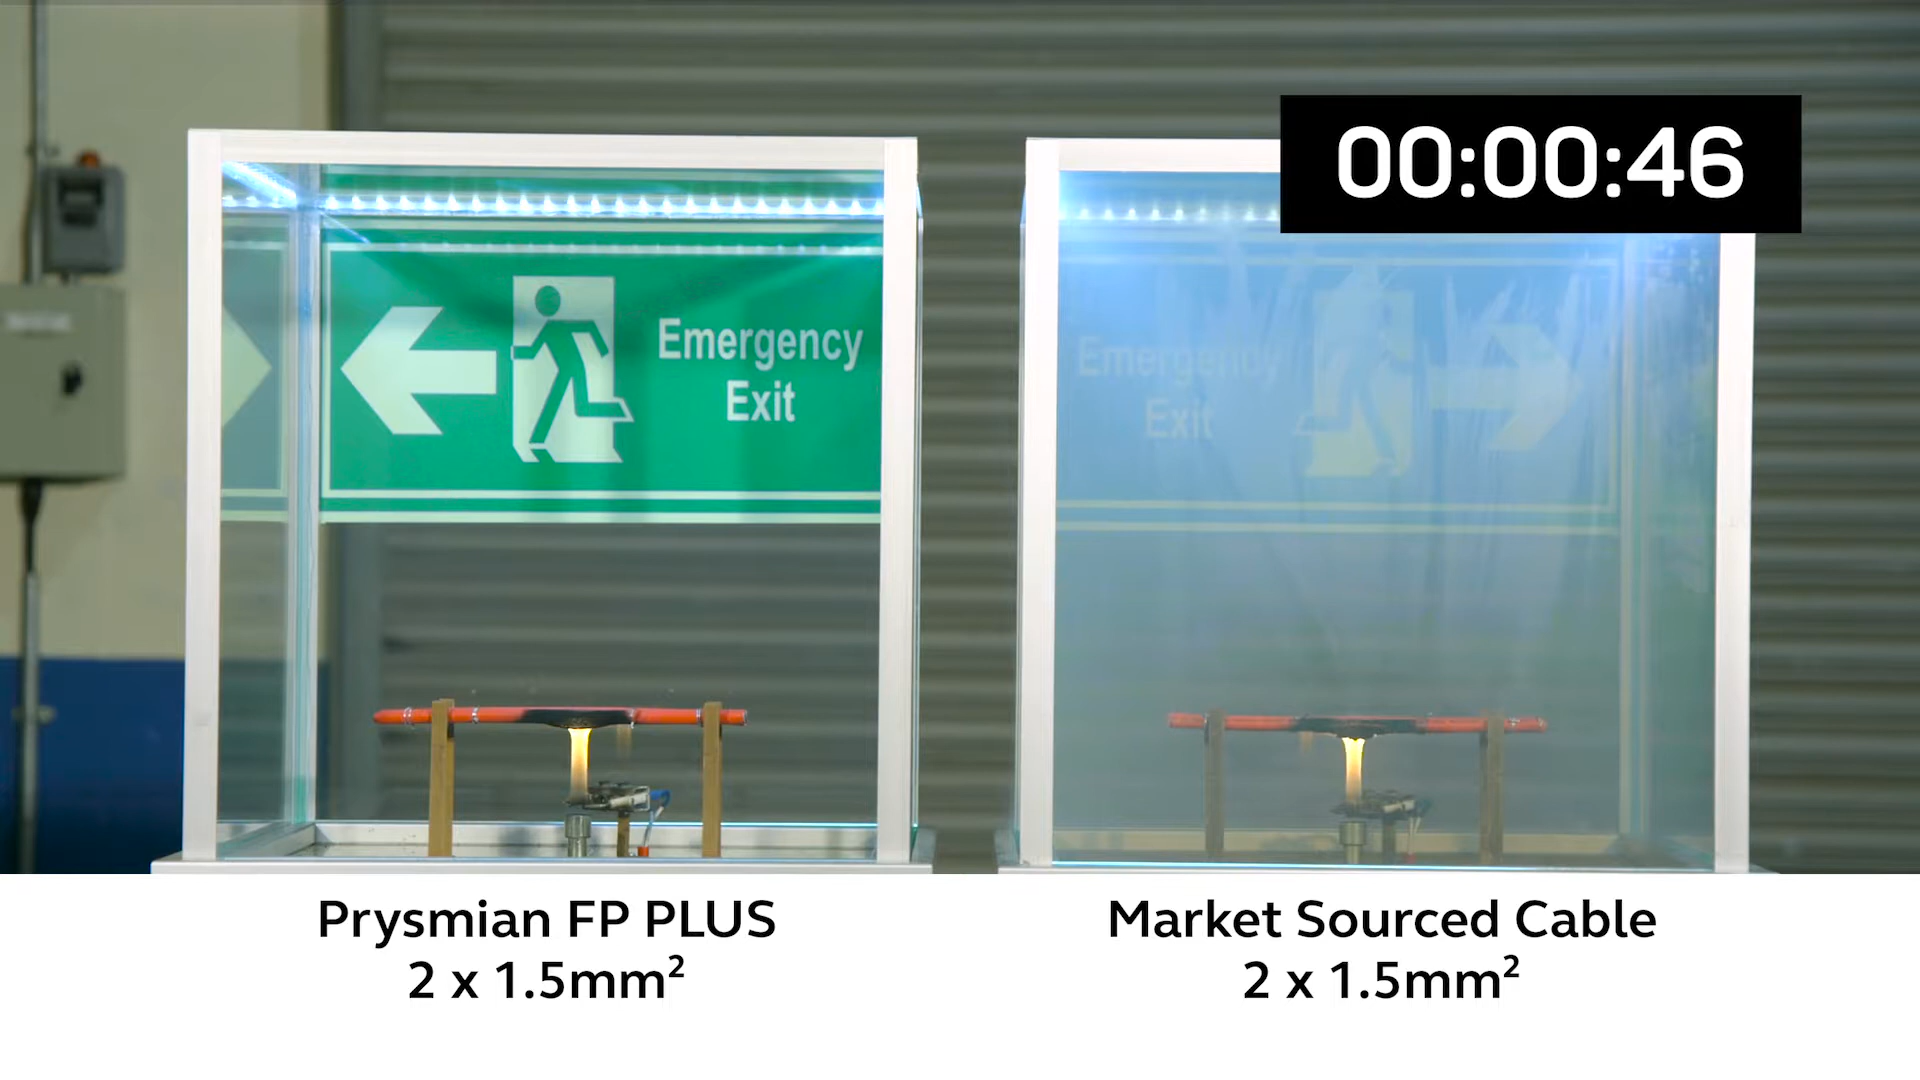 00:00:46
Emergency
Exit
Emergency
Exit
Prysmian FP PLUS
2 x 1.5mm²
Market Sourced Cable
2 x 1.5mm²